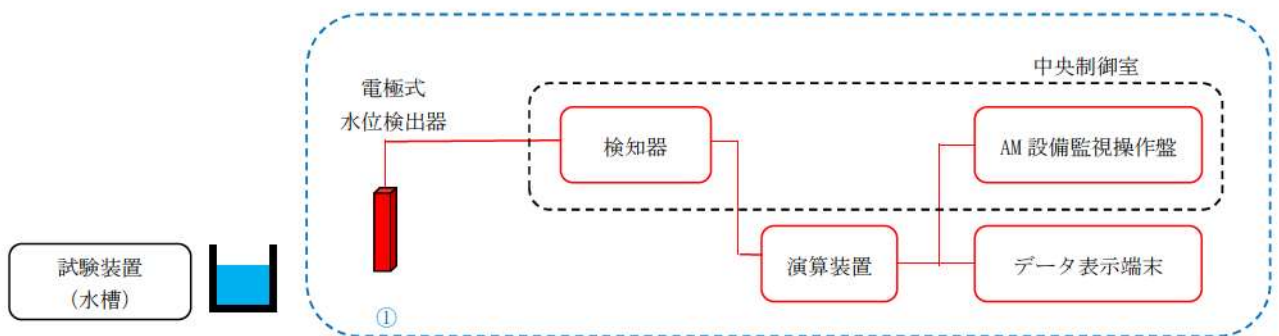 中央制御室
電極式
水位検出器
検知器
AM 設備監視操作盤
試験装置
（水槽）
演算装置
データ表示端末
①